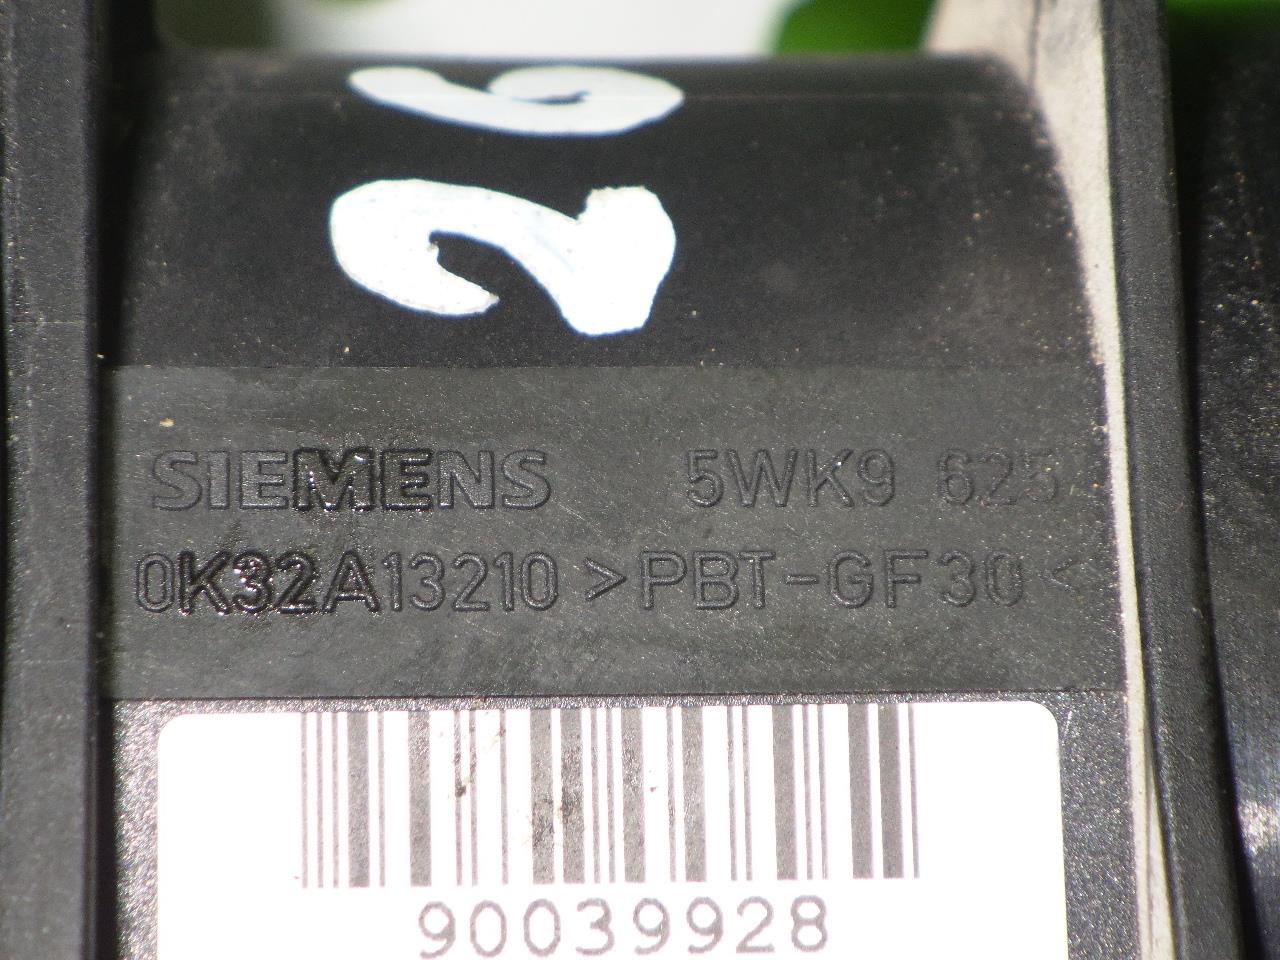 26
SIEMENS 5WK9 625
0K32A13210 >PBT-GF30<
90039928